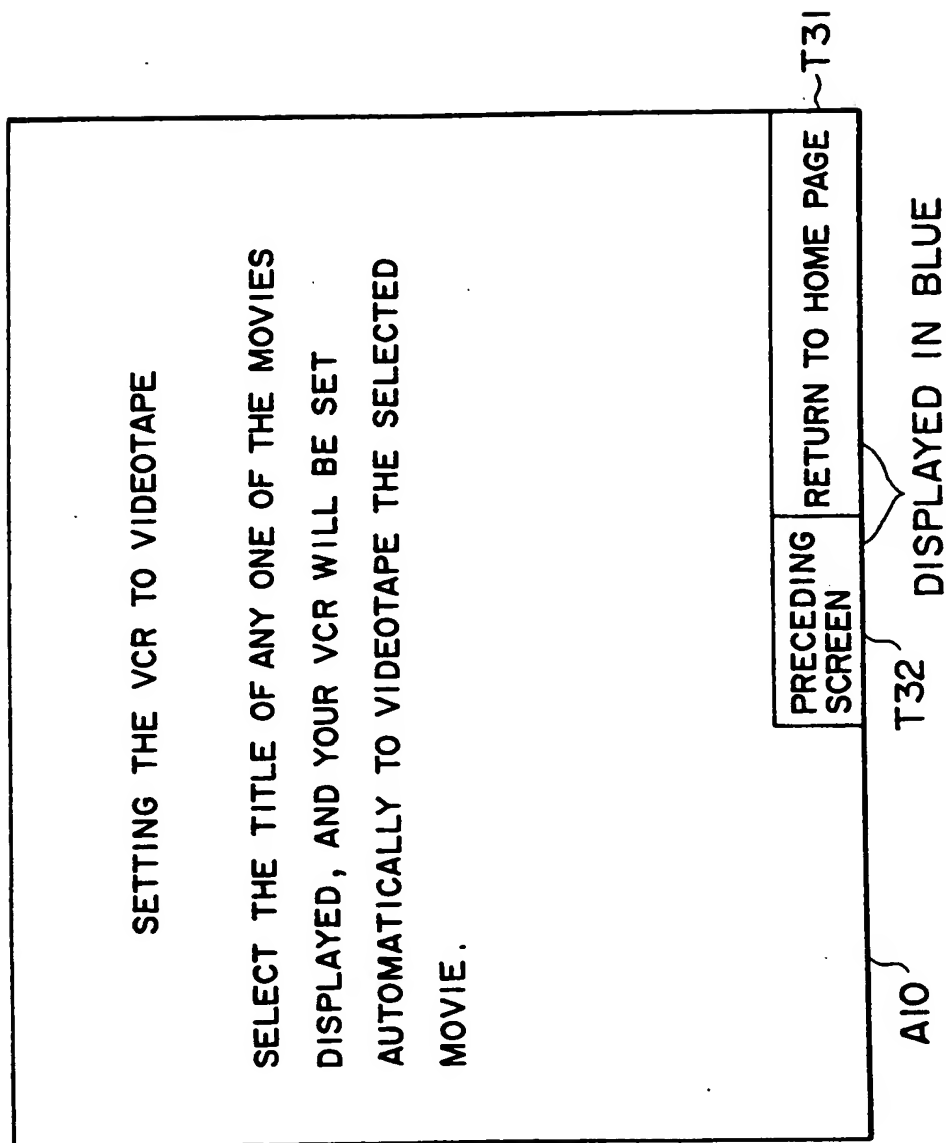 SETTING THE VCR TO VIDEOTAPE
SELECT THE TITLE OF ANY ONE OF THE MOVIES
DISPLAYED, AND YOUR VCR WILL BE SET
AUTOMATICALLY TO VIDEOTAPE THE SELECTED
MOVIE.
PRECEDING
SCREEN
RETURN TO HOME PAGE
T31
A10
T32
DISPLAYED IN BLUE